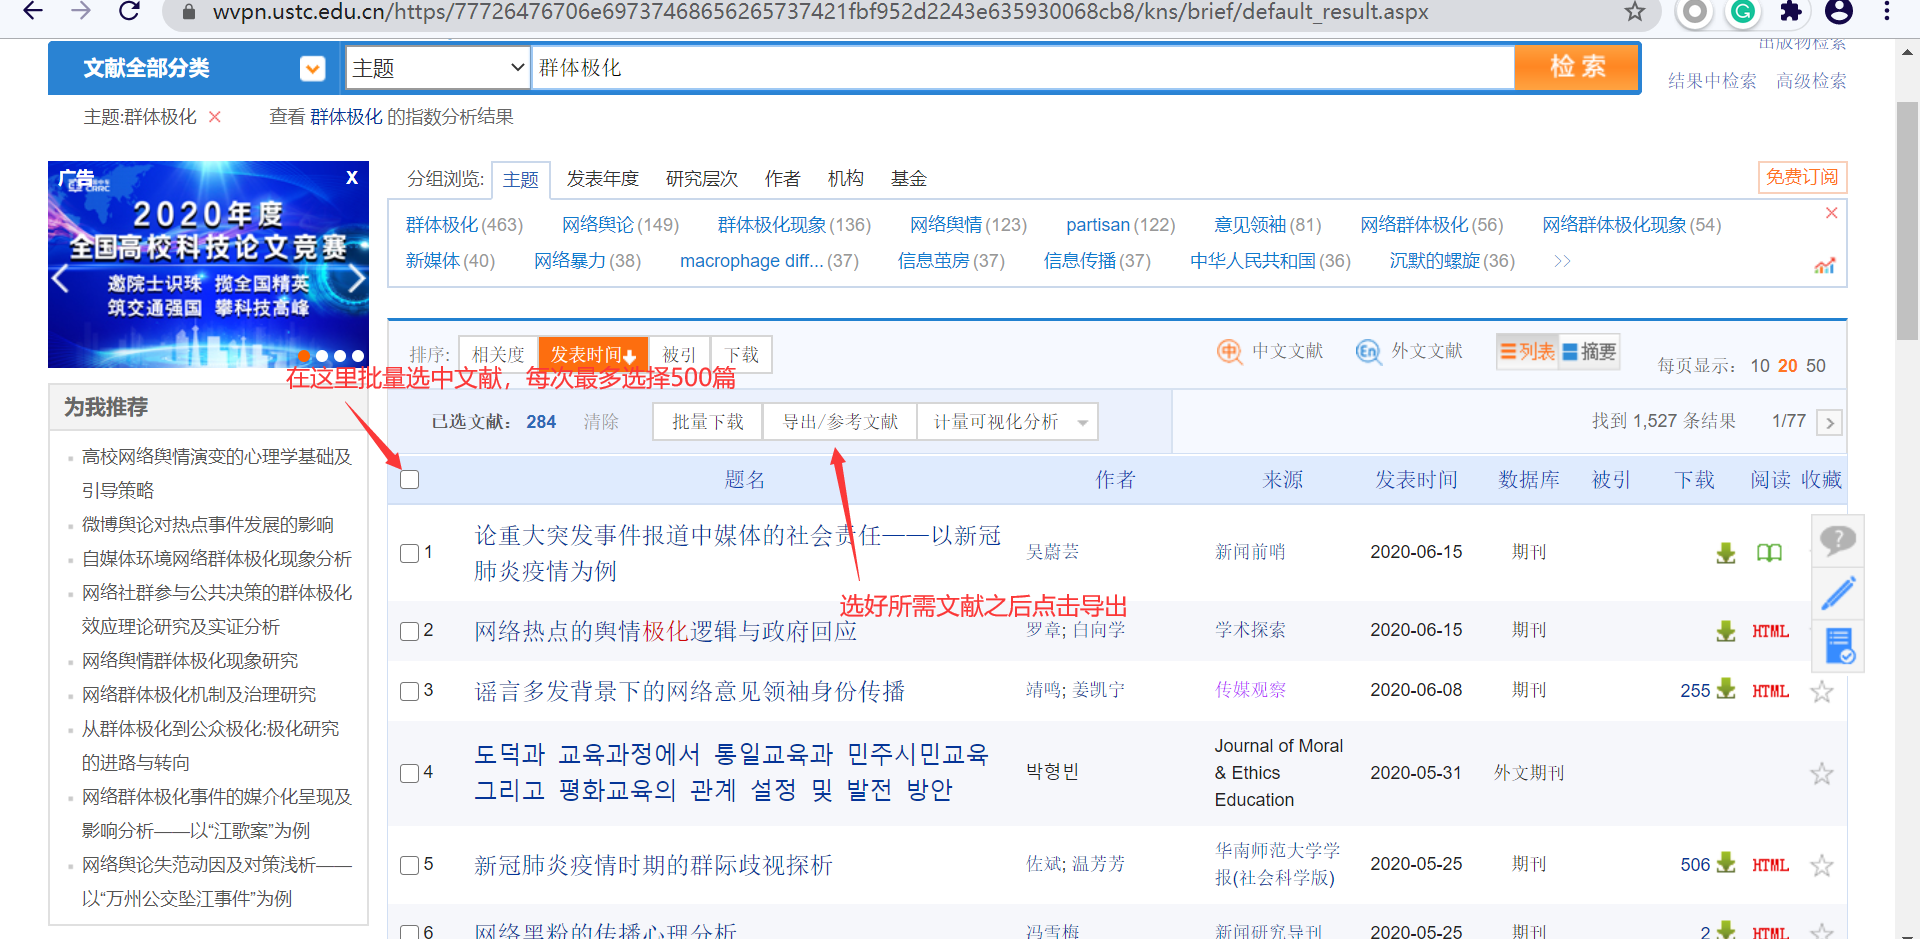 wvpn.ustc.edu.cn/https/77726476706e69737468656265737421fbf952d2243e635930068cb8/kns/brief/default_result.aspx
文献全部分类
主题
群体极化
检索
出版物检索
结果中检索 高级检索
主题:群体极化 ×
查看 群体极化 的指数分析结果
广告
X
2020年度
全国高校科技论文竞赛
邀院士识珠 揽全国精英
筑交通强国 攀科技高峰
分组浏览: 主题 发表年度 研究层次 作者 机构 基金
免费订阅
群体极化(463) 网络舆论(149) 群体极化现象(136) 网络舆情(123) partisan(122) 意见领袖(81) 网络群体极化(56) 网络群体极化现象(54)
新媒体(40) 网络暴力(38) macrophage diff...(37) 信息茧房(37) 信息传播(37) 中华人民共和国(36) 沉默的螺旋(36) >>
排序: 相关度 发表时间 被引 下载
中 中文文献 En 外文文献 列表 摘要 每页显示: 10 20 50
在这里批量选中文献，每次最多选择500篇
已选文献: 284 清除 批量下载 导出/参考文献 计量可视化分析
找到 1,527 条结果 1/77 >
题名 作者 来源 发表时间 数据库 被引 下载 阅读 收藏
1 论重大突发事件报道中媒体的社会责任——以新冠
肺炎疫情为例
吴蔚芸 新闻前哨 2020-06-15 期刊
选好所需文献之后点击导出
2 网络热点的舆情极化逻辑与政府回应 罗章; 白向学 学术探索 2020-06-15 期刊 HTML
3 谣言多发背景下的网络意见领袖身份传播 靖鸣; 姜凯宁 传媒观察 2020-06-08 期刊 255 HTML
4 도덕과 교육과정에서 통일교육과 민주시민교육
그리고 평화교육의 관계 설정 및 발전 방안
박형빈
Journal of Moral
& Ethics
Education
2020-05-31 外文期刊
5 新冠肺炎疫情时期的群际歧视探析 佐斌; 温芳芳
华南师范大学学
报(社会科学版)
2020-05-25 期刊 506 HTML
6 网络黑粉的传播心理分析 冯雪梅 新闻研究导刊 2020-05-25 期刊 2 HTML
为我推荐
高校网络舆情演变的心理学基础及
引导策略
微博舆论对热点事件发展的影响
自媒体环境网络群体极化现象分析
网络社群参与公共决策的群体极化
效应理论研究及实证分析
网络舆情群体极化现象研究
网络群体极化机制及治理研究
从群体极化到公众极化:极化研究
的进路与转向
网络群体极化事件的媒介化呈现及
影响分析——以“江歌案”为例
网络舆论失范动因及对策浅析——
以“万州公交坠江事件”为例